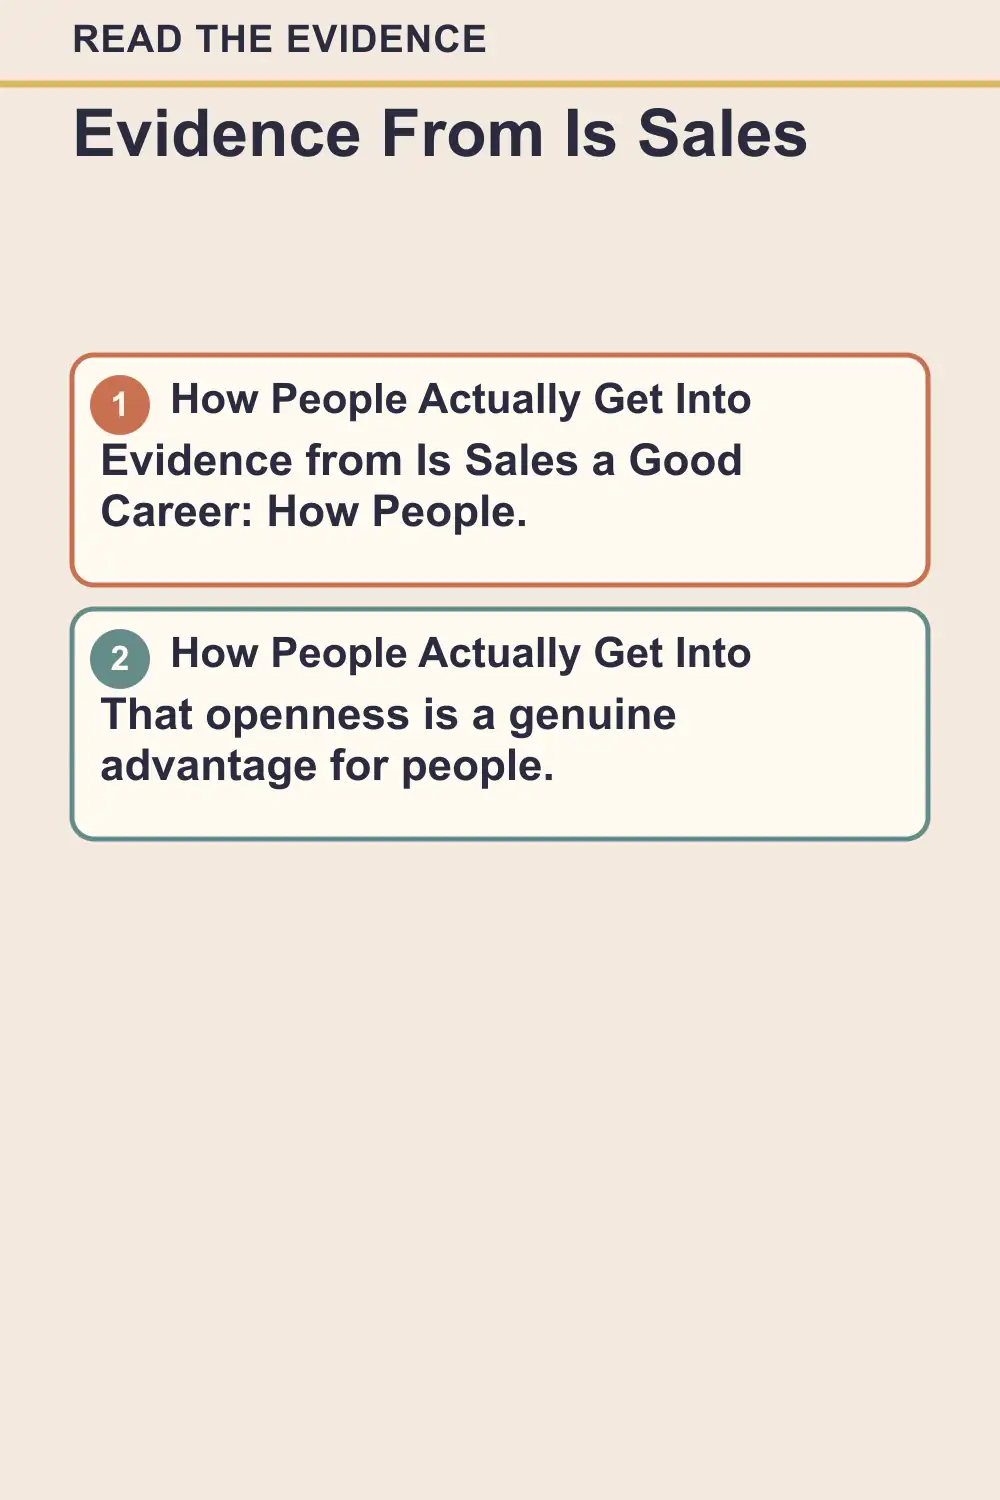 READ THE EVIDENCE
Evidence From Is Sales
1 How People Actually Get Into
Evidence from Is Sales a Good
Career: How People.
2 How People Actually Get Into
That openness is a genuine
advantage for people.